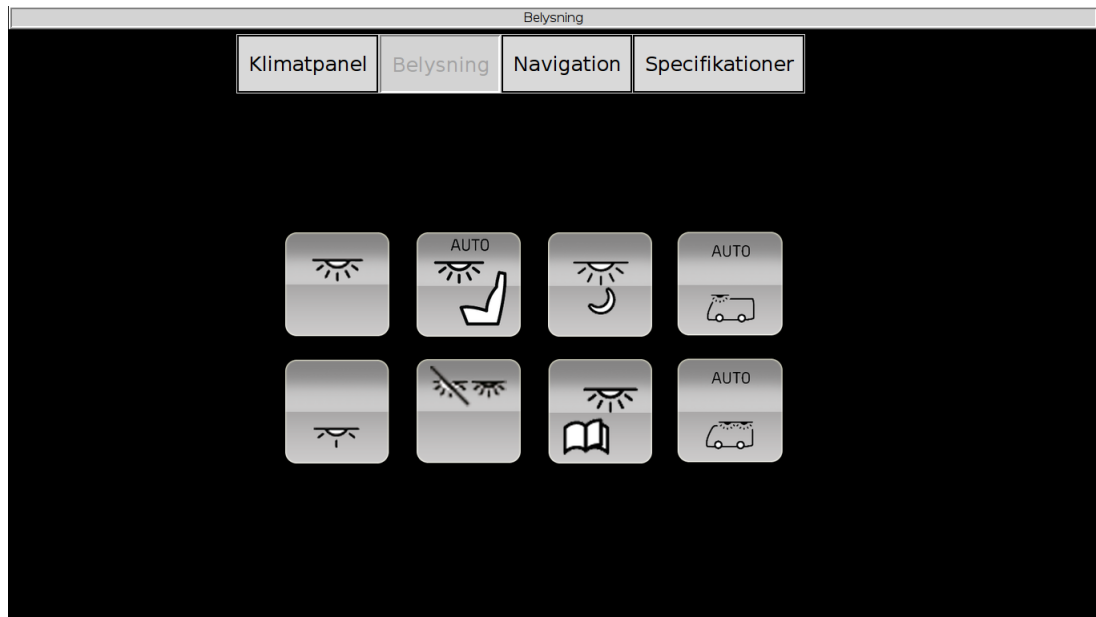 Belysning
Klimatpanel
Belysning
Navigation
Specifikationer
AUTO
AUTO
AUTO